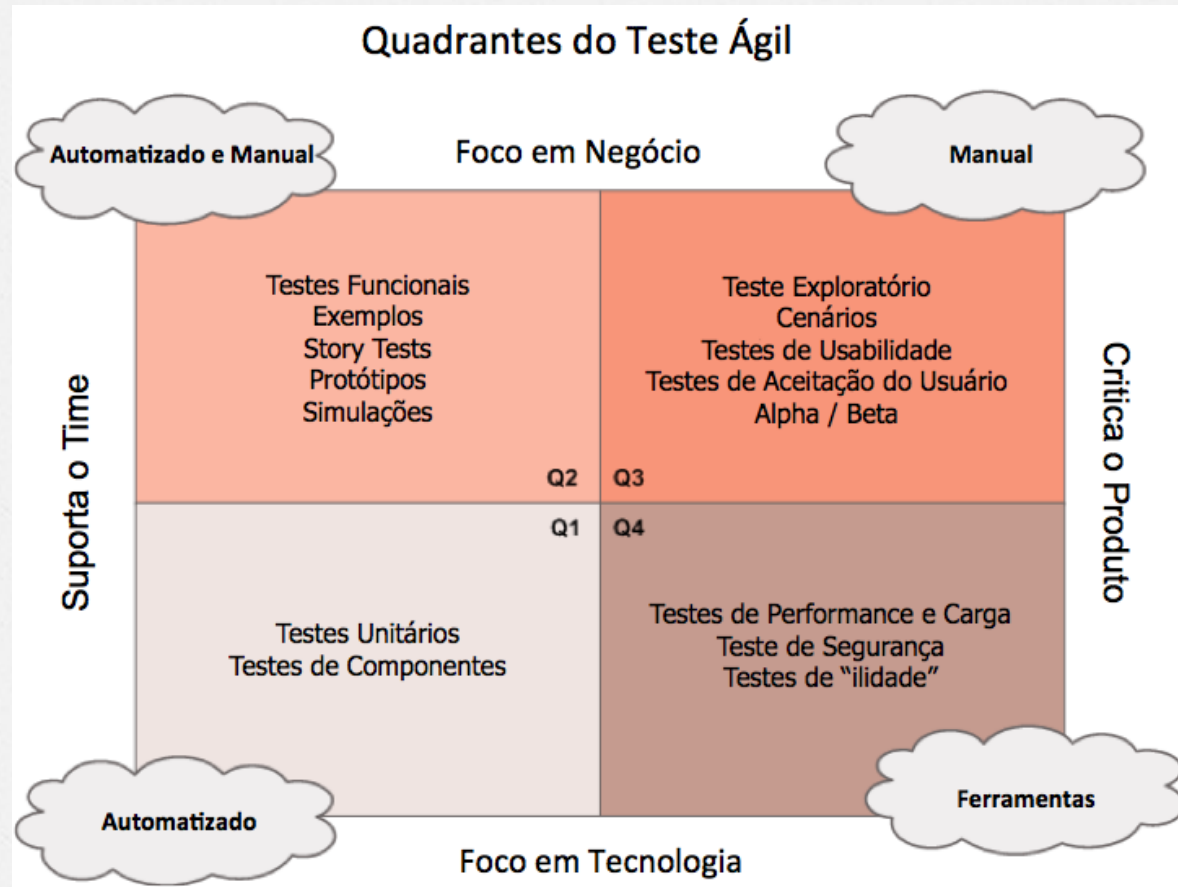 Quadrantes do Teste Ágil
Automatizado e Manual
Foco em Negócio
Manual
Testes Funcionais
Exemplos
Story Tests
Protótipos
Simulações
Q2
Teste Exploratório
Cenários
Testes de Usabilidade
Testes de Aceitação do Usuário
Alpha / Beta
Q3
Suporta o Time
Critica o Produto
Q1
Testes Unitários
Testes de Componentes
Q4
Testes de Performance e Carga
Teste de Segurança
Testes de “ilidade”
Automatizado
Ferramentas
Foco em Tecnologia